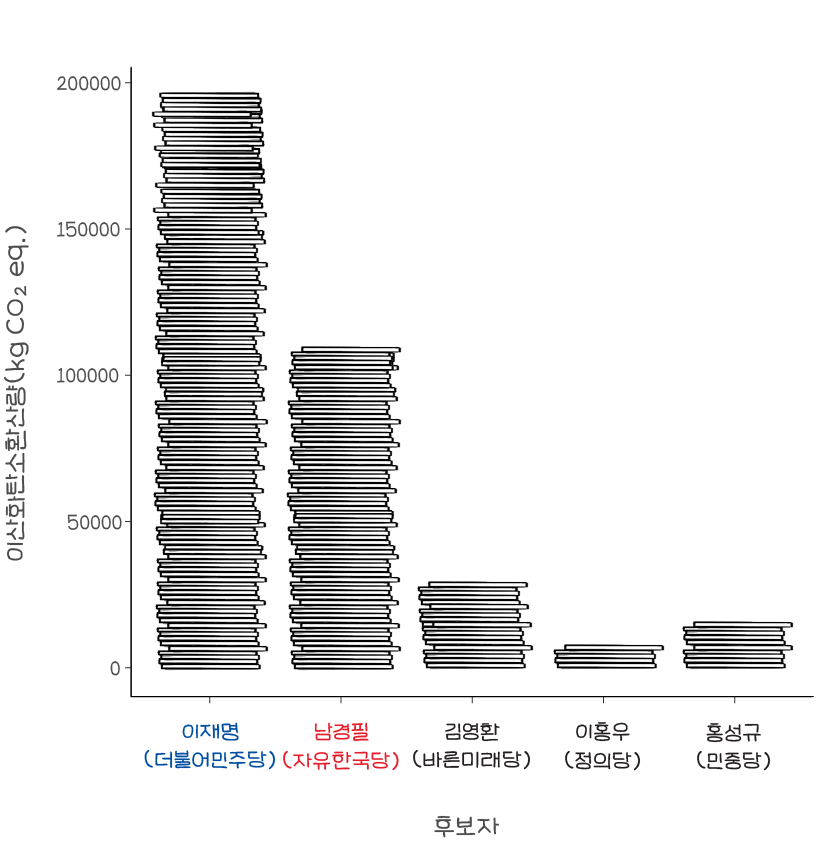 200000
150000
100000
50000
0
이산화탄소환산량(kg CO₂ eq.)
이재명
(더불어민주당)
남경필
(자유한국당)
김영환
(바른미래당)
이홍우
(정의당)
홍성규
(민중당)
후보자